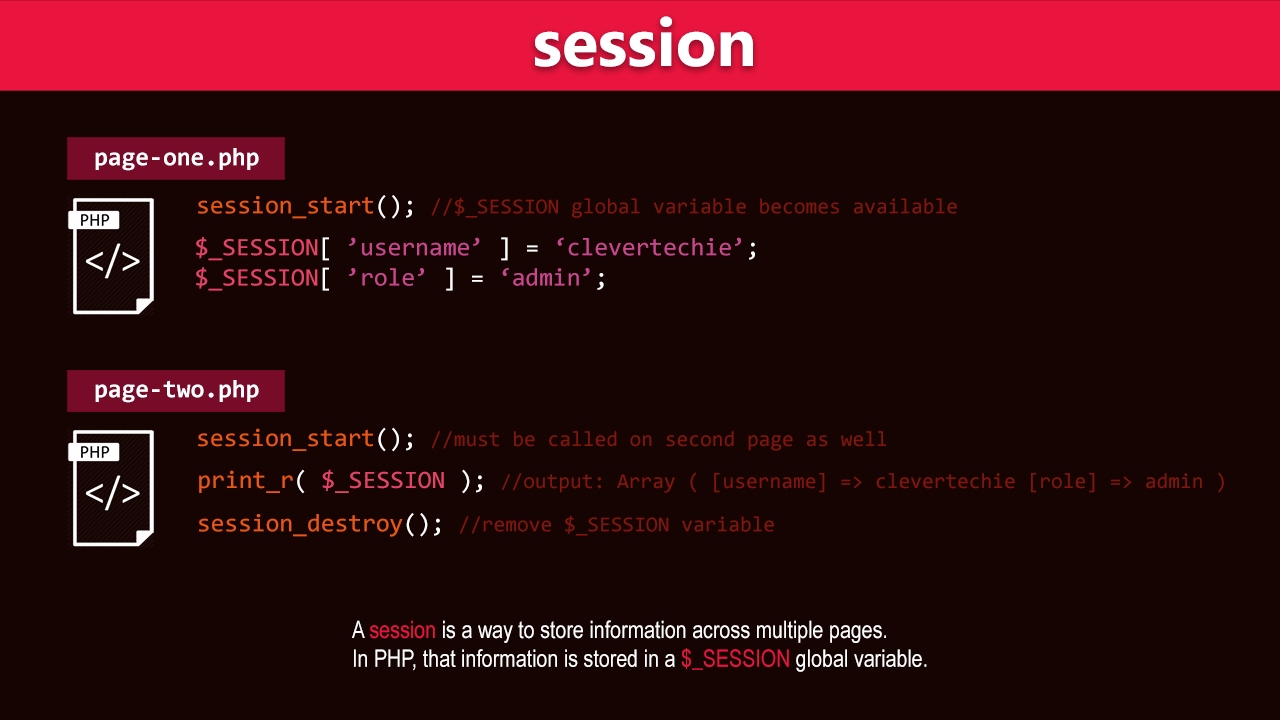 session
page-one.php
PHP
</>
session_start(); //$_SESSION global variable becomes available
$_SESSION[ ’username’ ] = ‘clevertechie’;
$_SESSION[ ’role’ ] = ‘admin’;
page-two.php
PHP
</>
session_start(); //must be called on second page as well
print_r( $_SESSION ); //output: Array ( [username] => clevertechie [role] => admin )
session_destroy(); //remove $_SESSION variable
A session is a way to store information across multiple pages.
In PHP, that information is stored in a $_SESSION global variable.